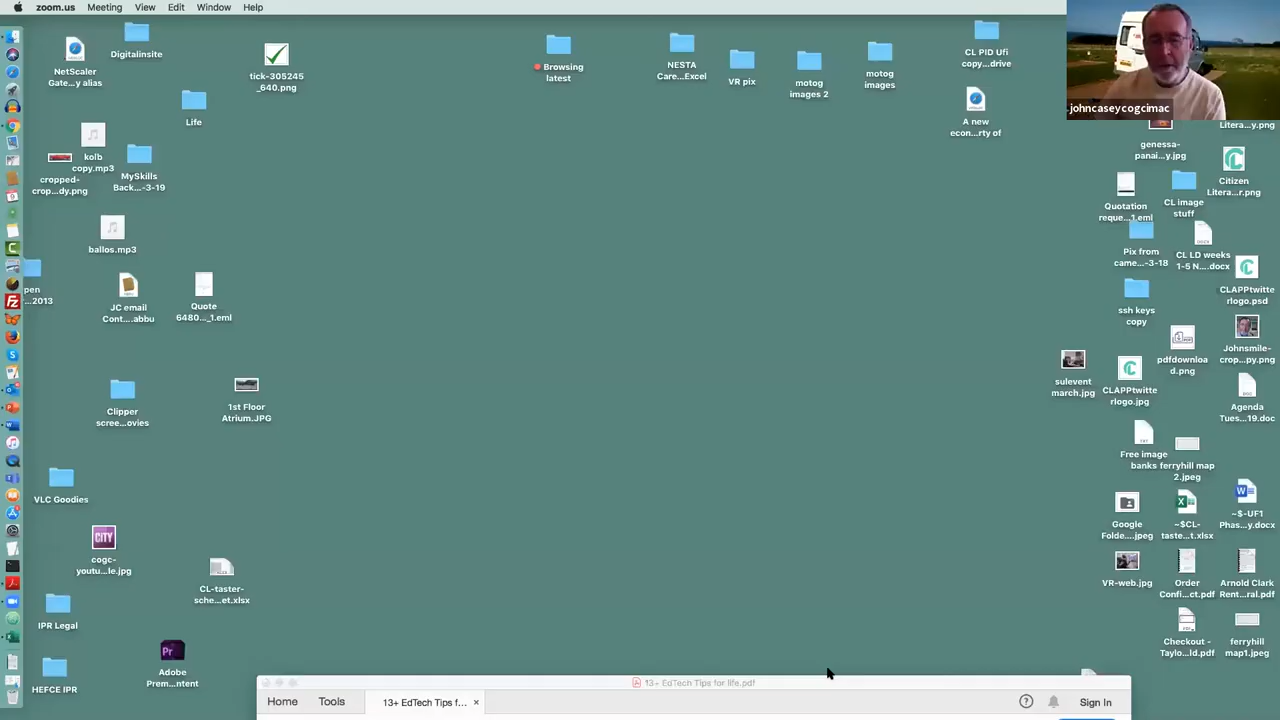 zoom.us Meeting View Edit Window Help
NetScaler
Gate...y alias
Digitalinsite
tick-305245
_640.png
Life
Browsing
latest
NESTA
Care...Excel
VR pix
motog
images 2
motog
images
CL PID Ufi
copy...drive
A new
econ...rty of
johncaseycogcimac
kolb
copy.mp3
cropped-
crop...dy.png
MySkills
Back...-3-19
ballos.mp3
pen
...2013
JC email
Cont....abbu
Quote
6480..._1.eml
Clipper
scree...ovies
1st Floor
Atrium.JPG
VLC Goodies
CITY
cogc-
youtu...le.jpg
CL-taster-
sche...et.xlsx
IPR Legal
Pr
Adobe
Prem...ntent
HEFCE IPR
genessa-
panai...y.jpg
Litera...y.png
Citizen
Litera...r.png
Quotation
reque...1.eml
CL image
stuff
Pix from
came...-3-18
CL LD weeks
1-5 N...docx
CLAPPtwitte
rlogo.psd
ssh keys
copy
pdfdownloa
d.png
Johnsmile-
crop...py.png
sulevent
march.jpg
CLAPPtwitte
rlogo.jpg
Agenda
Tues...19.doc
Free image
banks
ferryhill map
2.jpeg
Google
Folde....jpeg
~$CL-
taste...t.xlsx
~$-UF1
Phas...y.docx
VR-web.jpg
Order
Confi...ct.pdf
Arnold Clark
Rent...ral.pdf
Checkout -
Taylo...ld.pdf
ferryhill
map1.jpeg
13+ EdTech Tips for life.pdf
Home Tools 13+ EdTech Tips f... × Sign In